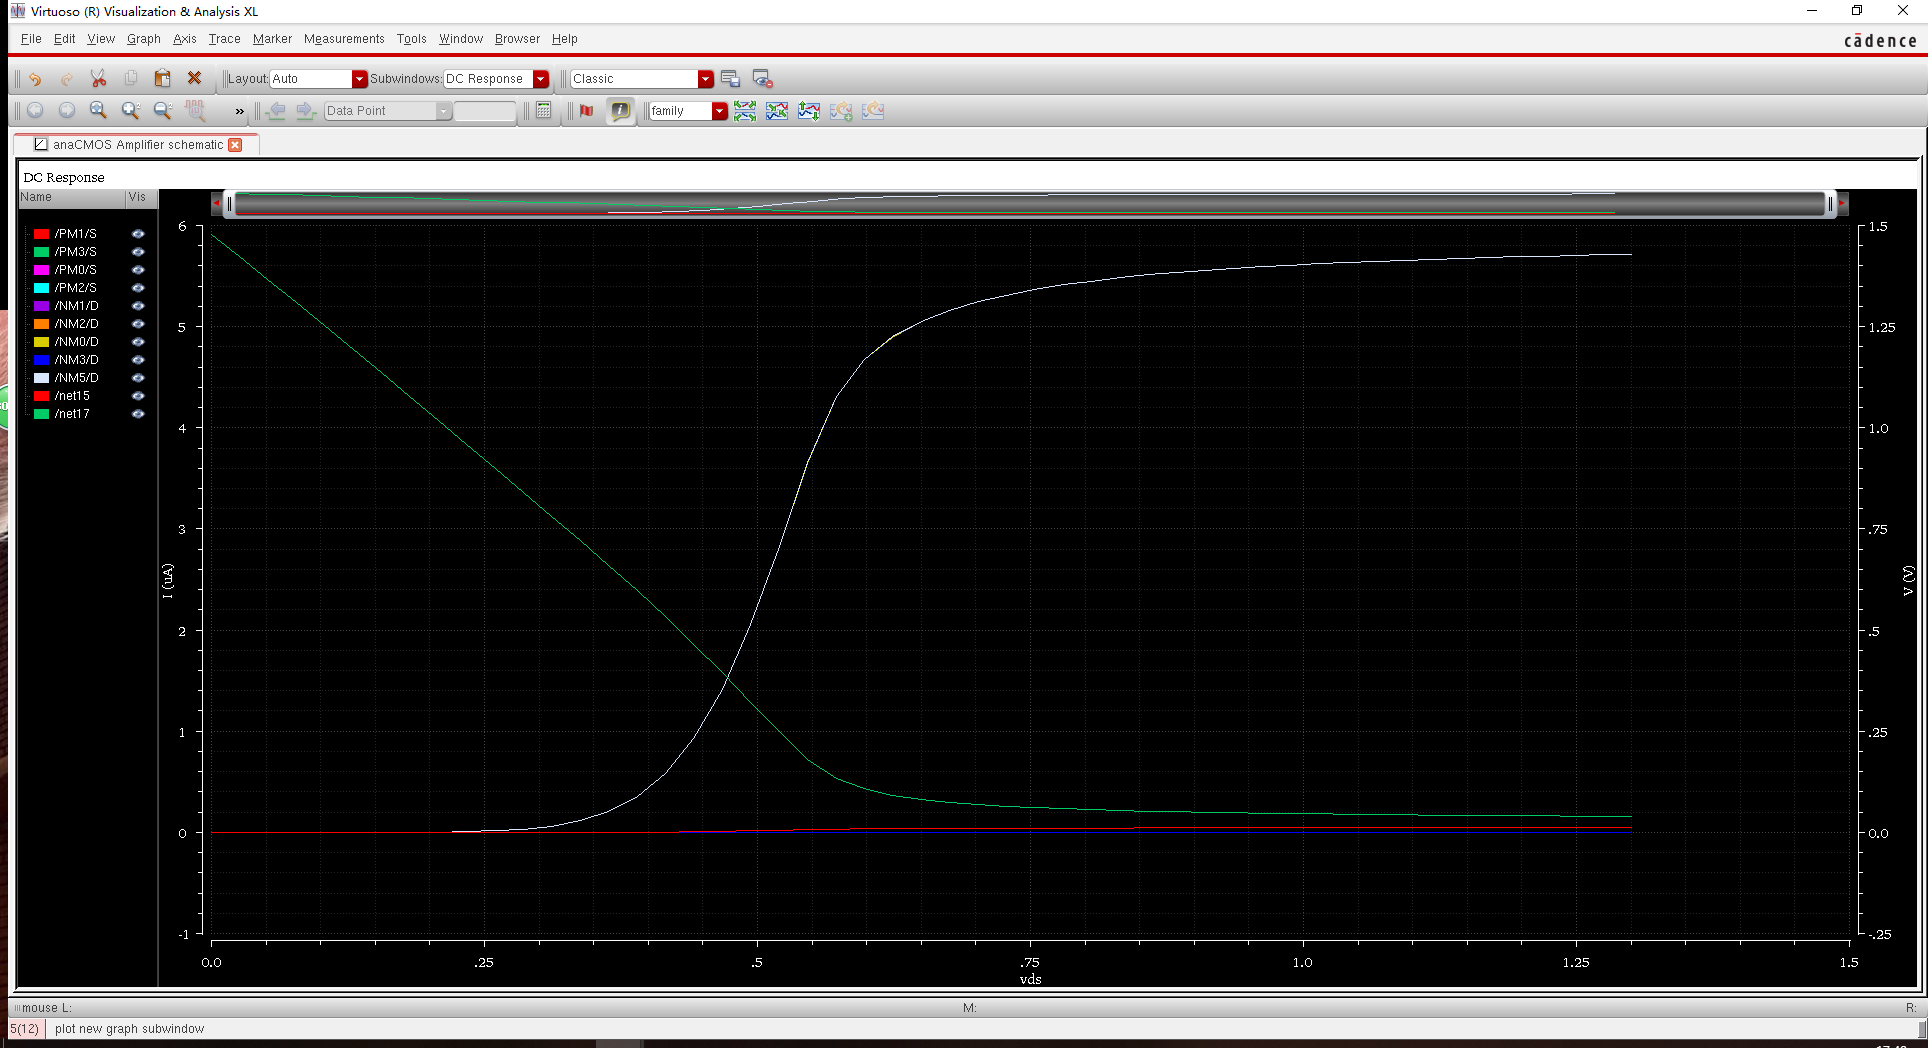 Virtuoso (R) Visualization & Analysis XL
File Edit View Graph Axis Trace Marker Measurements Tools Window Browser Help
cādence
Layout: Auto Subwindows: DC Response Classic
» Data Point family
anaCMOS Amplifier schematic
DC Response
Name Vis
/PM1/S
/PM3/S
/PM0/S
/PM2/S
/NM1/D
/NM2/D
/NM0/D
/NM3/D
/NM5/D
/net15
/net17
6
5
4
3
2
1
0
-1
I (uA)
1.5
1.25
1.0
.75
.5
.25
0.0
-.25
V (V)
0.0 .25 .5 .75 1.0 1.25 1.5
vds
mouse L: M: R:
5(12) plot new graph subwindow